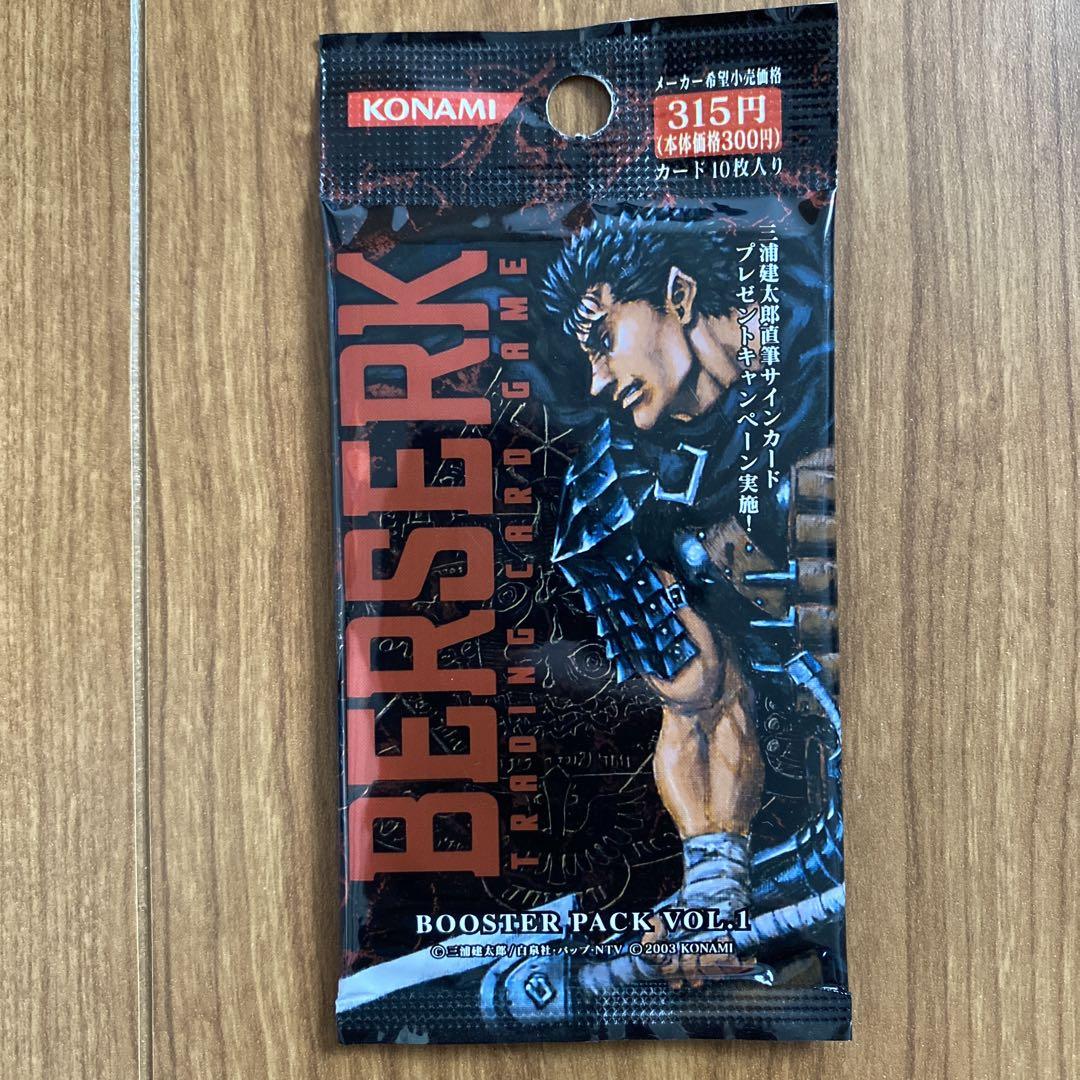 KONAMI
メーカー希望小売価格
315円
(本体価格300円)
カード10枚入り
三浦建太郎直筆サインカード
プレゼントキャンペーン実施!
BERSERK
TRADING CARD GAME
BOOSTER PACK VOL.1
©三浦建太郎/白泉社・バップ・NTV ©2003 KONAMI